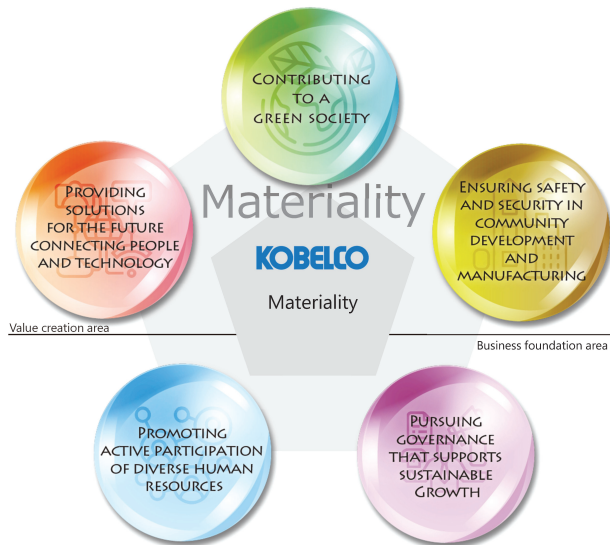 CONTRIBUTING
TO A
GREEN SOCIETY
PROVIDING
SOLUTIONS
FOR THE FUTURE
CONNECTING PEOPLE
AND TECHNOLOGY
Materiality
ENSURING SAFETY
AND SECURITY IN
COMMUNITY
DEVELOPMENT
AND
MANUFACTURING
KOBELCO
Materiality
Value creation area
Business foundation area
PROMOTING
ACTIVE PARTICIPATION
OF DIVERSE HUMAN
RESOURCES
PURSUING
GOVERNANCE
THAT SUPPORTS
SUSTAINABLE
GROWTH